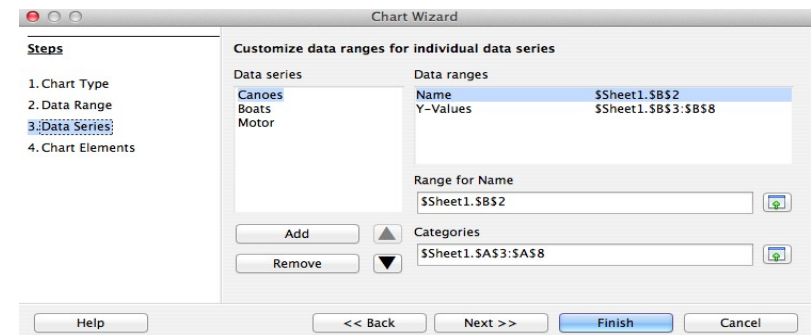 Chart Wizard
Steps
1. Chart Type
2. Data Range
3. Data Series
4. Chart Elements
Customize data ranges for individual data series
Data series
Canoes
Boats
Motor
Add
Remove
Data ranges
Name $Sheet1.$B$2
Y-Values $Sheet1.$B$3:$B$8
Range for Name
$Sheet1.$B$2
Categories
$Sheet1.$A$3:$A$8
Help
<< Back
Next >>
Finish
Cancel